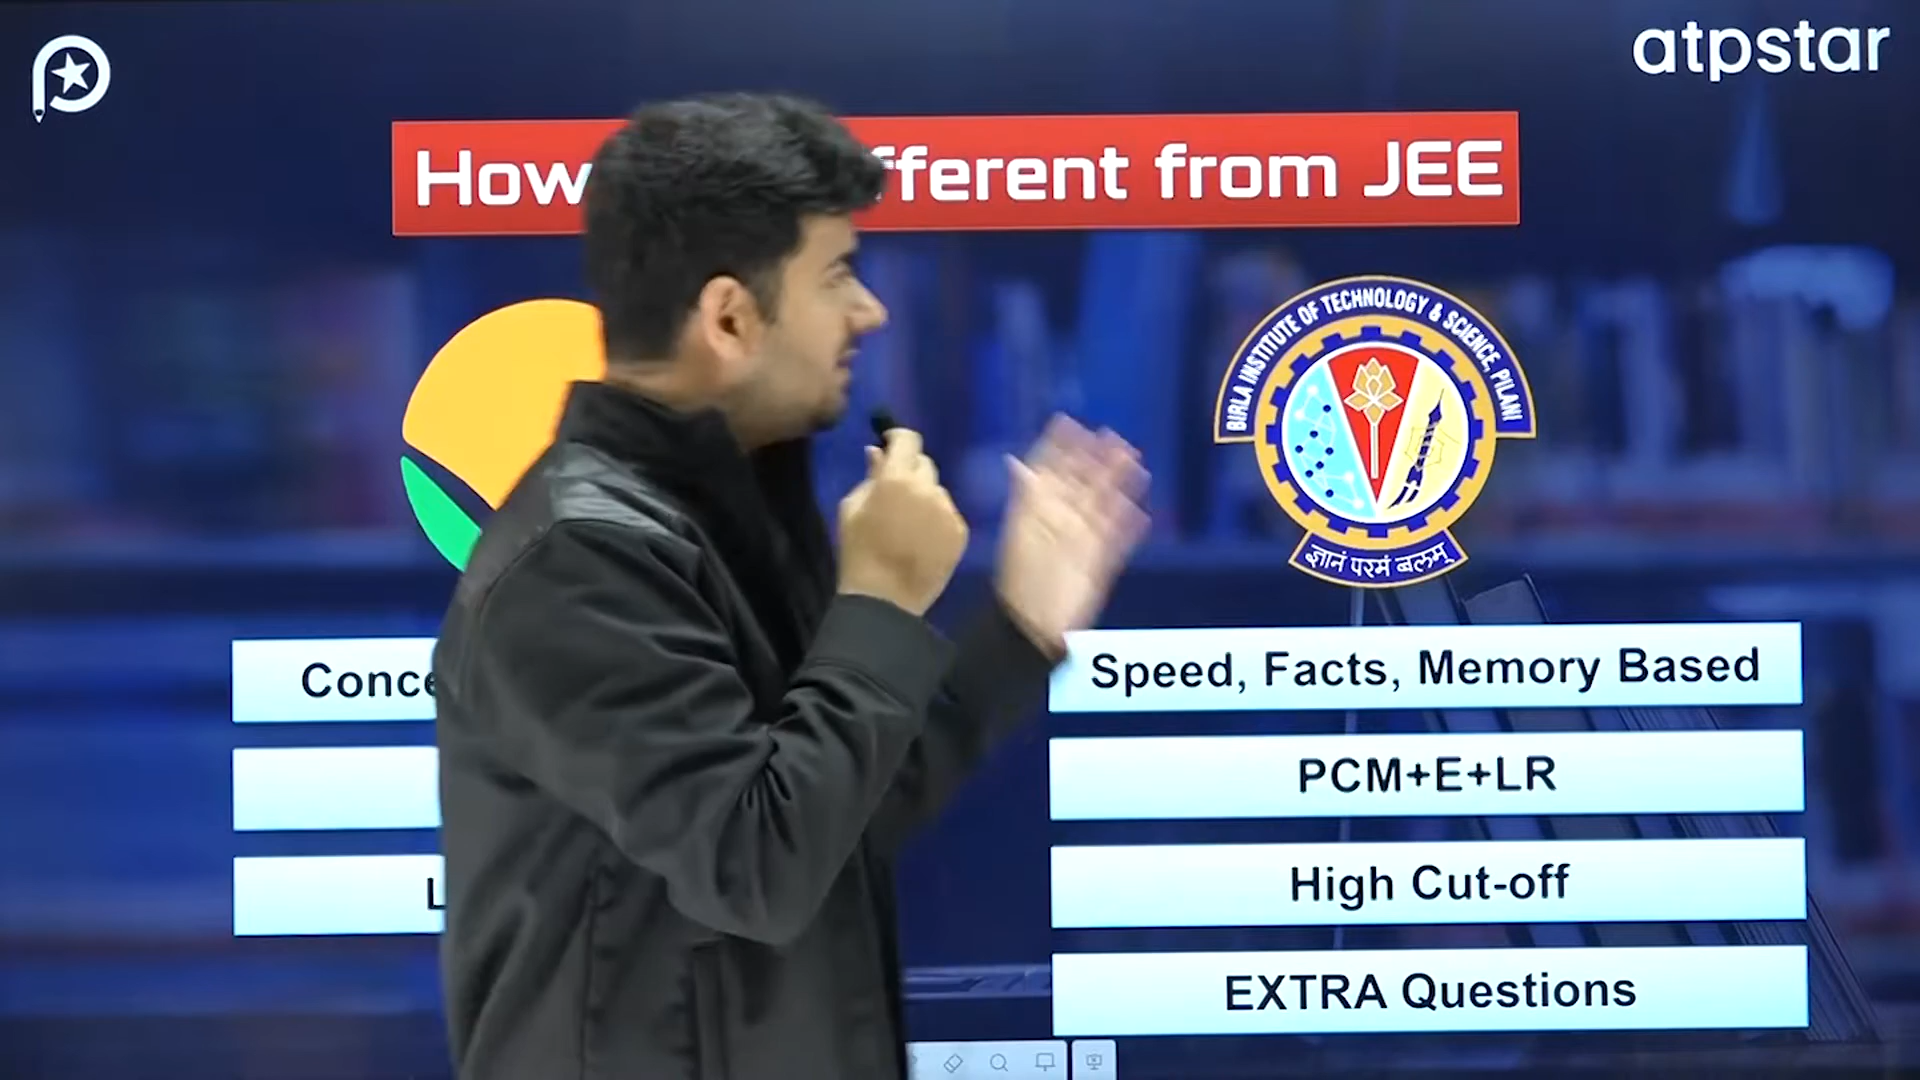 atpstar
How fferent from JEE
BIRLA INSTITUTE OF TECHNOLOGY & SCIENCE, PILANI
ज्ञानं परमं बलम्
Conce
Speed, Facts, Memory Based
PCM+E+LR
L
High Cut-off
EXTRA Questions